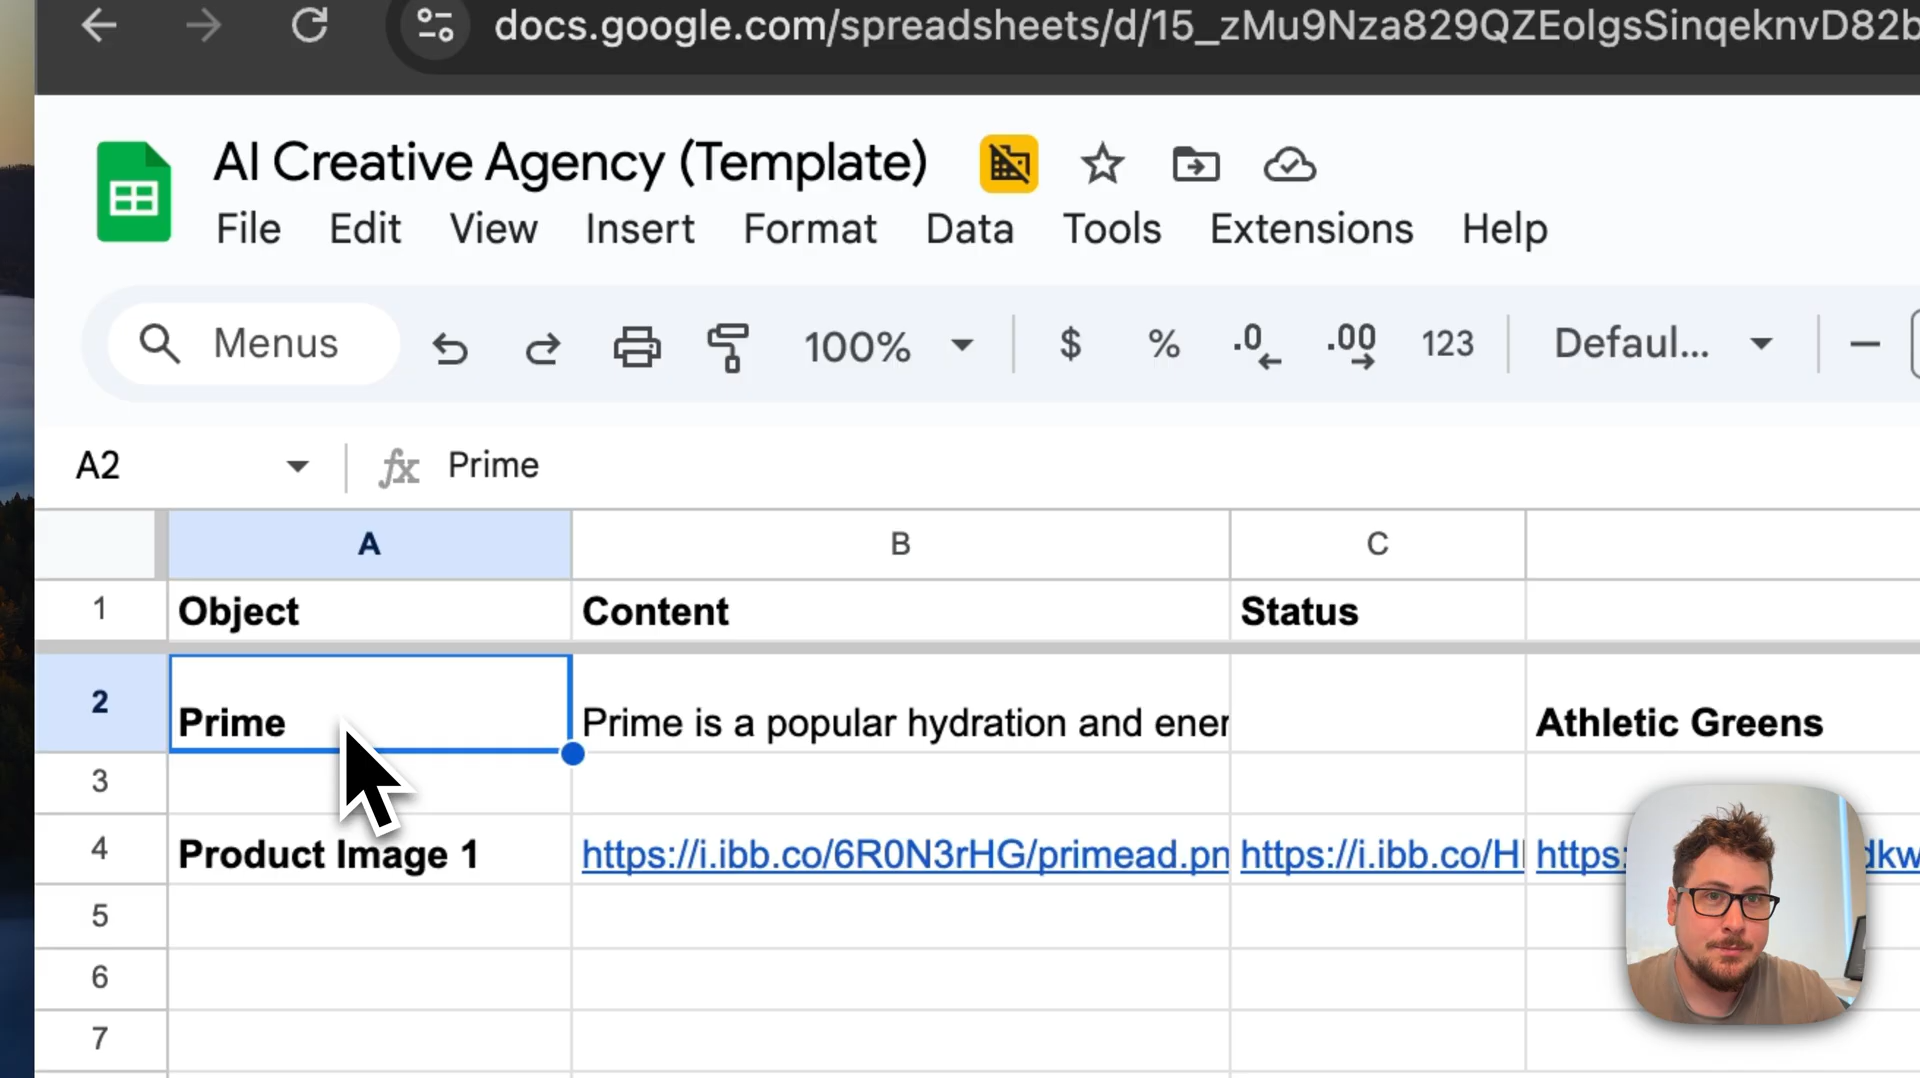 docs.google.com/spreadsheets/d/15_zMu9Nza829QZEolgsSinqeknvD82b
AI Creative Agency (Template)
File Edit View Insert Format Data Tools Extensions Help
Menus 100% $ % .0 .00 123 Defaul...
A2 fx Prime
A B C
1 Object Content Status
2 Prime Prime is a popular hydration and ener Athletic Greens
3
4 Product Image 1 https://i.ibb.co/6R0N3rHG/primead.pn https://i.ibb.co/H https: dkw
5
6
7